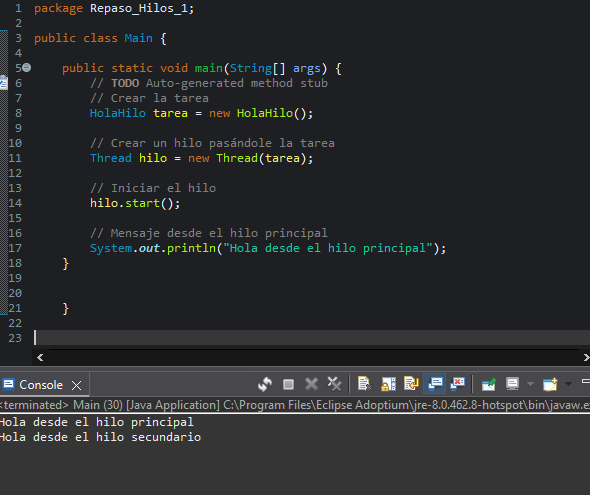 1 package Repaso_Hilos_1;
2
3 public class Main {
4
5 public static void main(String[] args) {
6 // TODO Auto-generated method stub
7 // Crear la tarea
8 HolaHilo tarea = new HolaHilo();
9
10 // Crear un hilo pasándole la tarea
11 Thread hilo = new Thread(tarea);
12
13 // Iniciar el hilo
14 hilo.start();
15
16 // Mensaje desde el hilo principal
17 System.out.println("Hola desde el hilo principal");
18 }
19
20
21 }
22
23
Console
<terminated> Main (30) [Java Application] C:\Program Files\Eclipse Adoptium\jre-8.0.462.8-hotspot\bin\javaw.e
Hola desde el hilo principal
Hola desde el hilo secundario